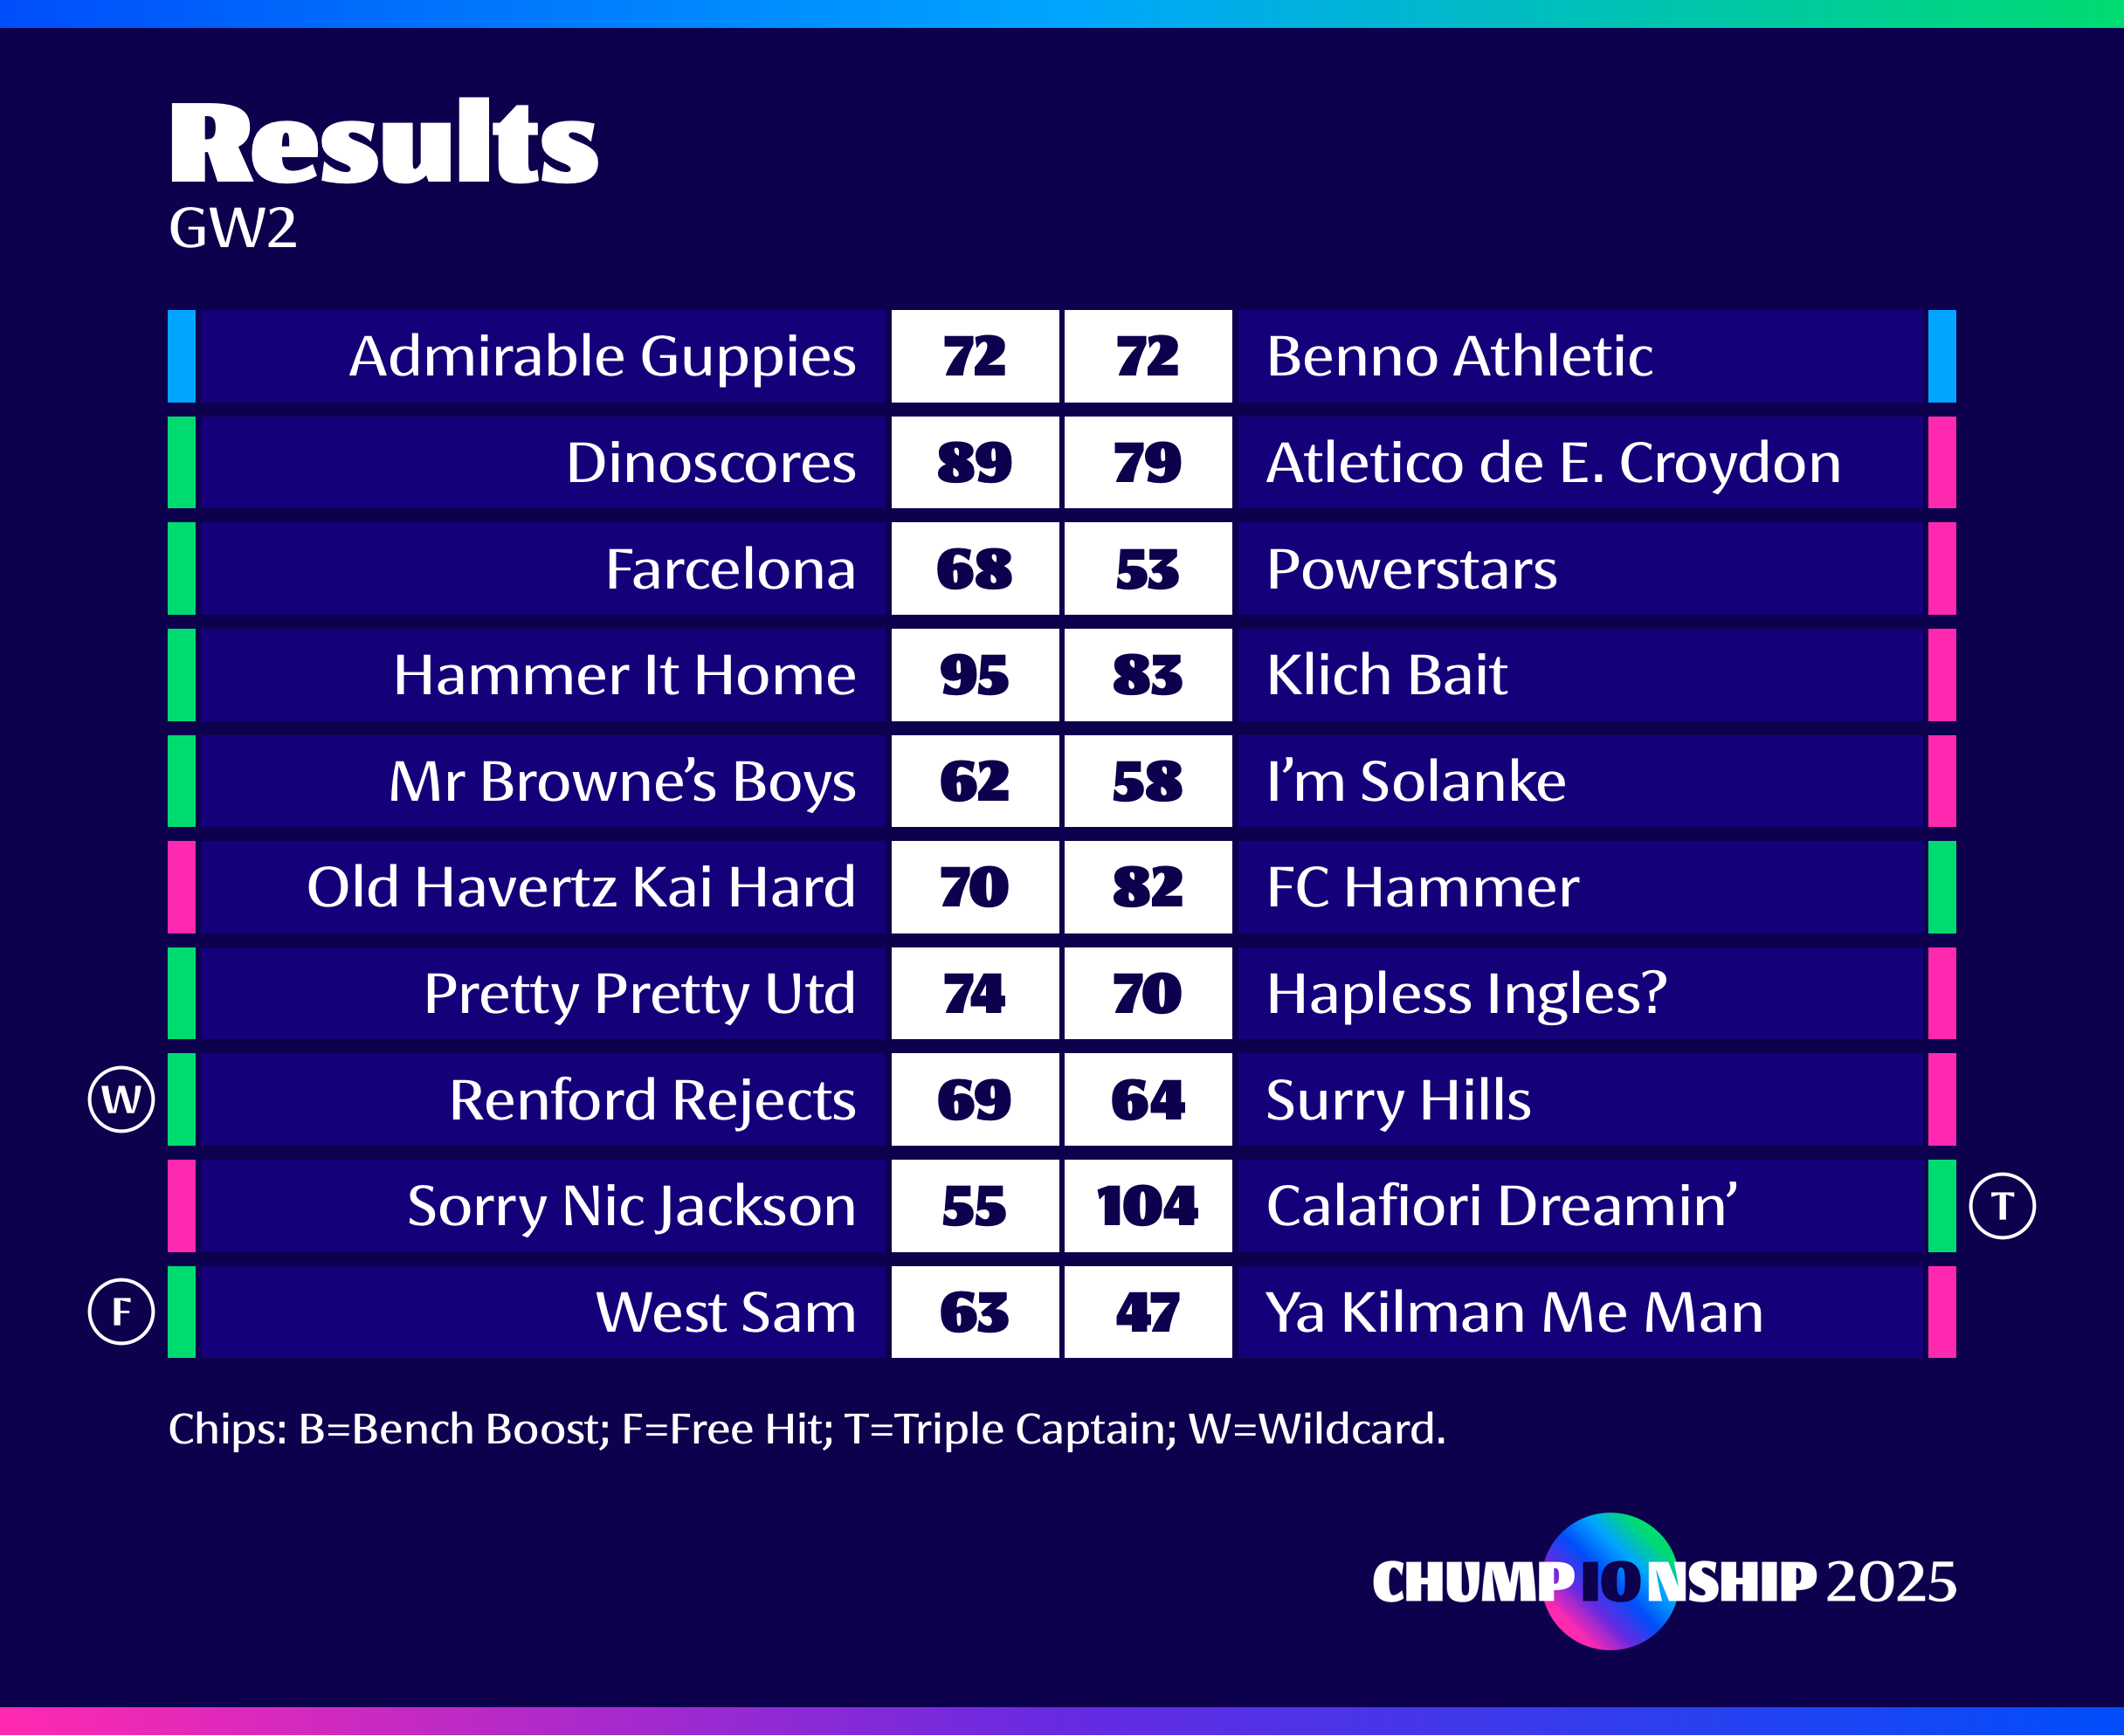 Results
GW2
Admirable Guppies 72 72 Benno Athletic
Dinoscores 89 79 Atletico de E. Croydon
Farcelona 68 53 Powerstars
Hammer It Home 95 83 Klich Bait
Mr Browne’s Boys 62 58 I’m Solanke
Old Havertz Kai Hard 70 82 FC Hammer
Pretty Pretty Utd 74 70 Hapless Ingles?
W Renford Rejects 69 64 Surry Hills
Sorry Nic Jackson 55 104 Calafiori Dreamin’ T
F West Sam 63 47 Ya Kilman Me Man
Chips: B=Bench Boost; F=Free Hit; T=Triple Captain; W=Wildcard.
CHUMPIONSHIP 2025